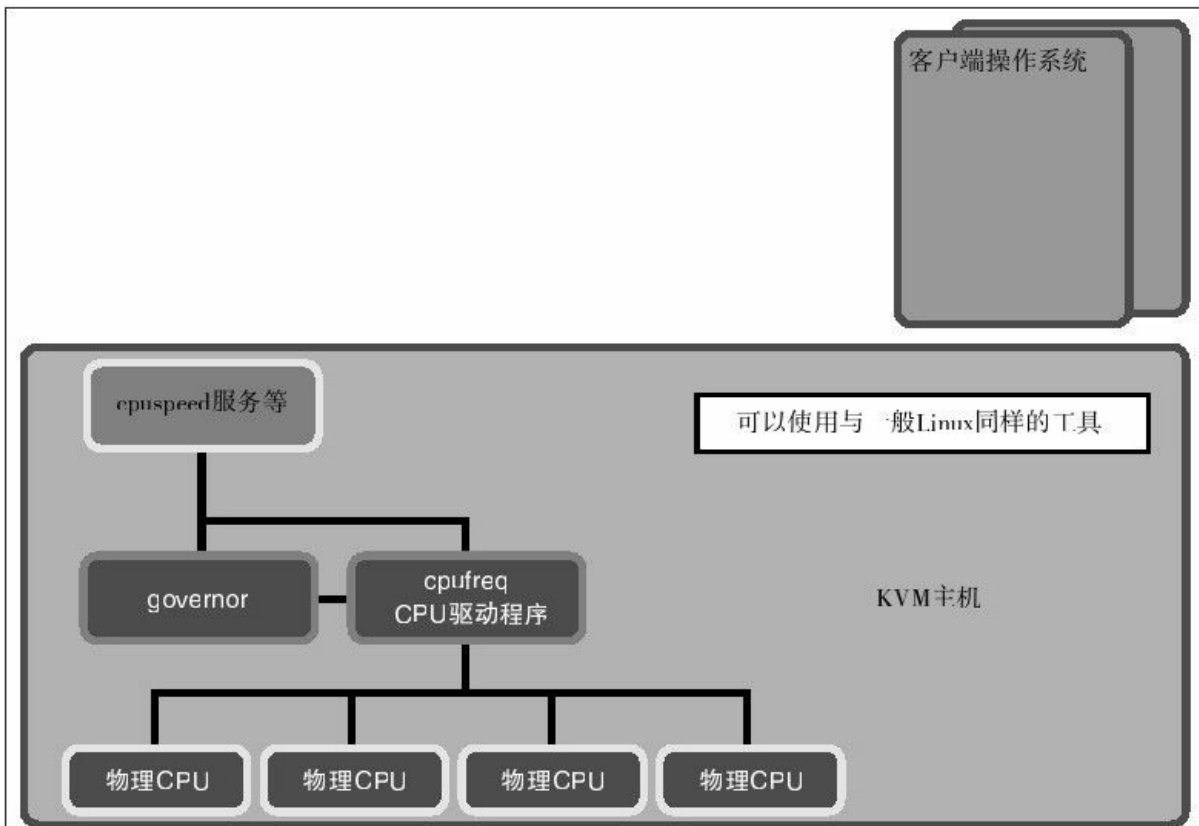 客户端操作系统
cpuspeed服务等
可以使用与一般Linux同样的工具
governor
cpufreq
CPU驱动程序
KVM主机
物理CPU
物理CPU
物理CPU
物理CPU